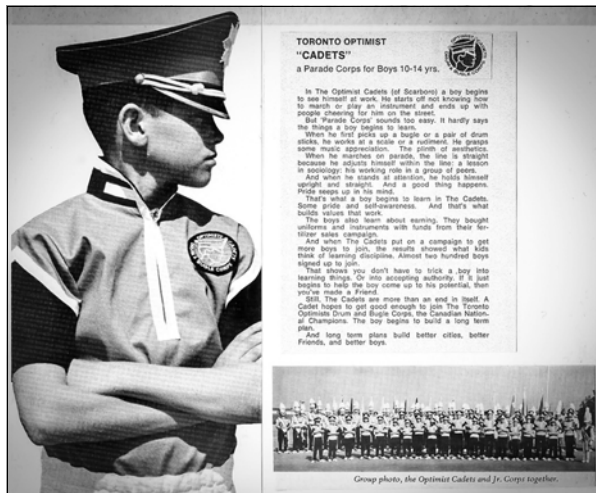 TORONTO OPTIMIST
"CADETS"
a Parade Corps for Boys 10-14 yrs.
In The Optimist Cadets (of Scarboro) a boy begins
to see himself at work. He starts off not knowing how
to march or play an instrument and ends up with
people cheering for him on the street.
But 'Parade Corps' sounds too easy. It hardly says
the things a boy begins to learn.
When he first picks up a bugle or a pair of drum
sticks, he works at a scale or a rudiment. He grasps
some music appreciation. The plinth of aesthetics.
When he marches on parade, the line is straight
because he adjusts himself within the line: a lesson
in sociology: his working role in a group of peers.
And when he stands at attention, he holds himself
upright and straight. And a good thing happens.
Pride seeps up in his mind.
That's what a boy begins to learn in The Cadets.
Some pride and self-awareness. And that's what
builds values that work.
The boys also learn about earning. They bought
uniforms and instruments with funds from their fer-
tilizer sales campaign.
And when The Cadets put on a campaign to get
more boys to join, the results showed what kids
think of learning discipline. Almost two hundred boys
signed up to join.
That shows you don't have to trick a boy into
learning things. Or into accepting authority. If it just
begins to help the boy come up to his potential, then
you've made a Friend.
Still, The Cadets are more than an end in itself. A
Cadet hopes to get good enough to join The Toronto
Optimists Drum and Bugle Corps, the Canadian Nation-
al Champions. The boy begins to build a long term
plan.
And long term plans build better cities, better
Friends, and better boys.
Group photo, the Optimist Cadets and Jr. Corps together.